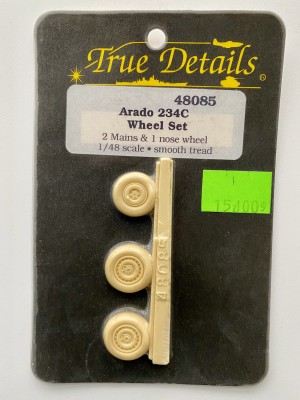 True Details
48085
Arado 234C
Wheel Set
2 Mains & 1 nose wheel
1/48 scale • smooth tread
48085